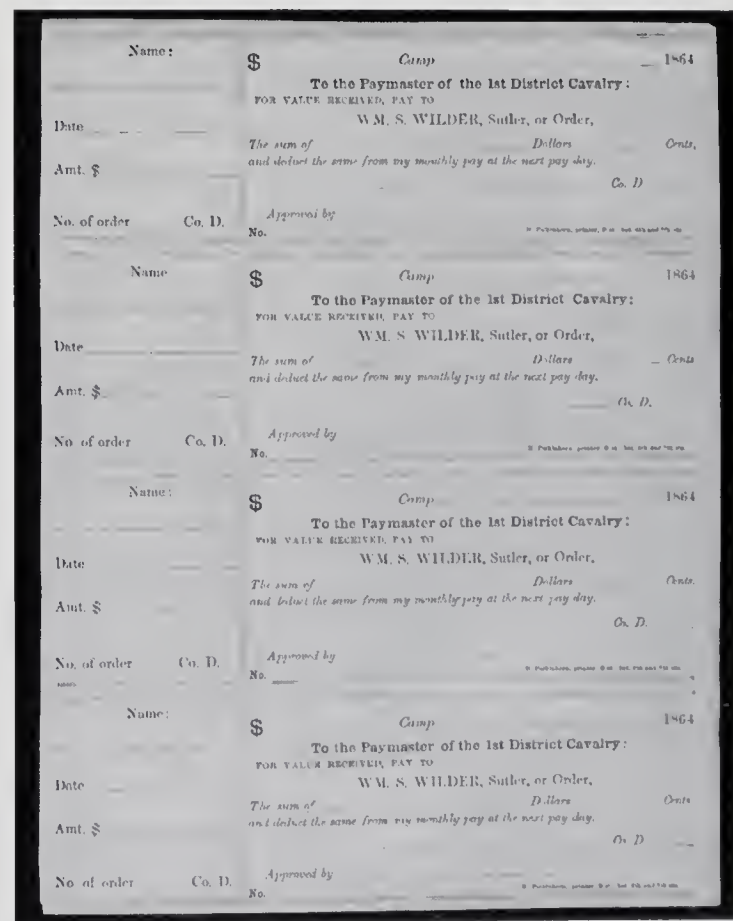 Name:
$ Camp 1864
To the Paymaster of the 1st District Cavalry:
FOR VALUE RECEIVED, PAY TO
Date
WM. S. WILDER, Sutler, or Order,
The sum of Dollars Cents,
and deduct the same from my monthly pay at the next pay day.
Amt. $
Co. D
Approved by
No. of order Co. D.
No.
Name
$ Camp 1864
To the Paymaster of the 1st District Cavalry:
FOR VALUE RECEIVED, PAY TO
WM. S WILDER, Sutler, or Order,
Date
The sum of Dollars Cents
and deduct the same from my monthly pay at the next pay day.
Amt. $
Co. D.
Approved by
No. of order Co. D.
No.
Name:
$ Camp 1864
To the Paymaster of the 1st District Cavalry:
FOR VALUE RECEIVED, PAY TO
WM. S. WILDER, Sutler, or Order,
Date
The sum of Dollars Cents.
and deduct the same from my monthly pay at the next pay day.
Amt. $
Co. D.
Approved by
No. of order Co. D.
No.
Name:
$ Camp 1864
To the Paymaster of the 1st District Cavalry:
FOR VALUE RECEIVED, PAY TO
WM. S. WILDER, Sutler, or Order,
Date
The sum of Dollars Cents
and deduct the same from my monthly pay at the next pay day.
Amt. $
Co. D
Approved by
No of order Co. D.
No.